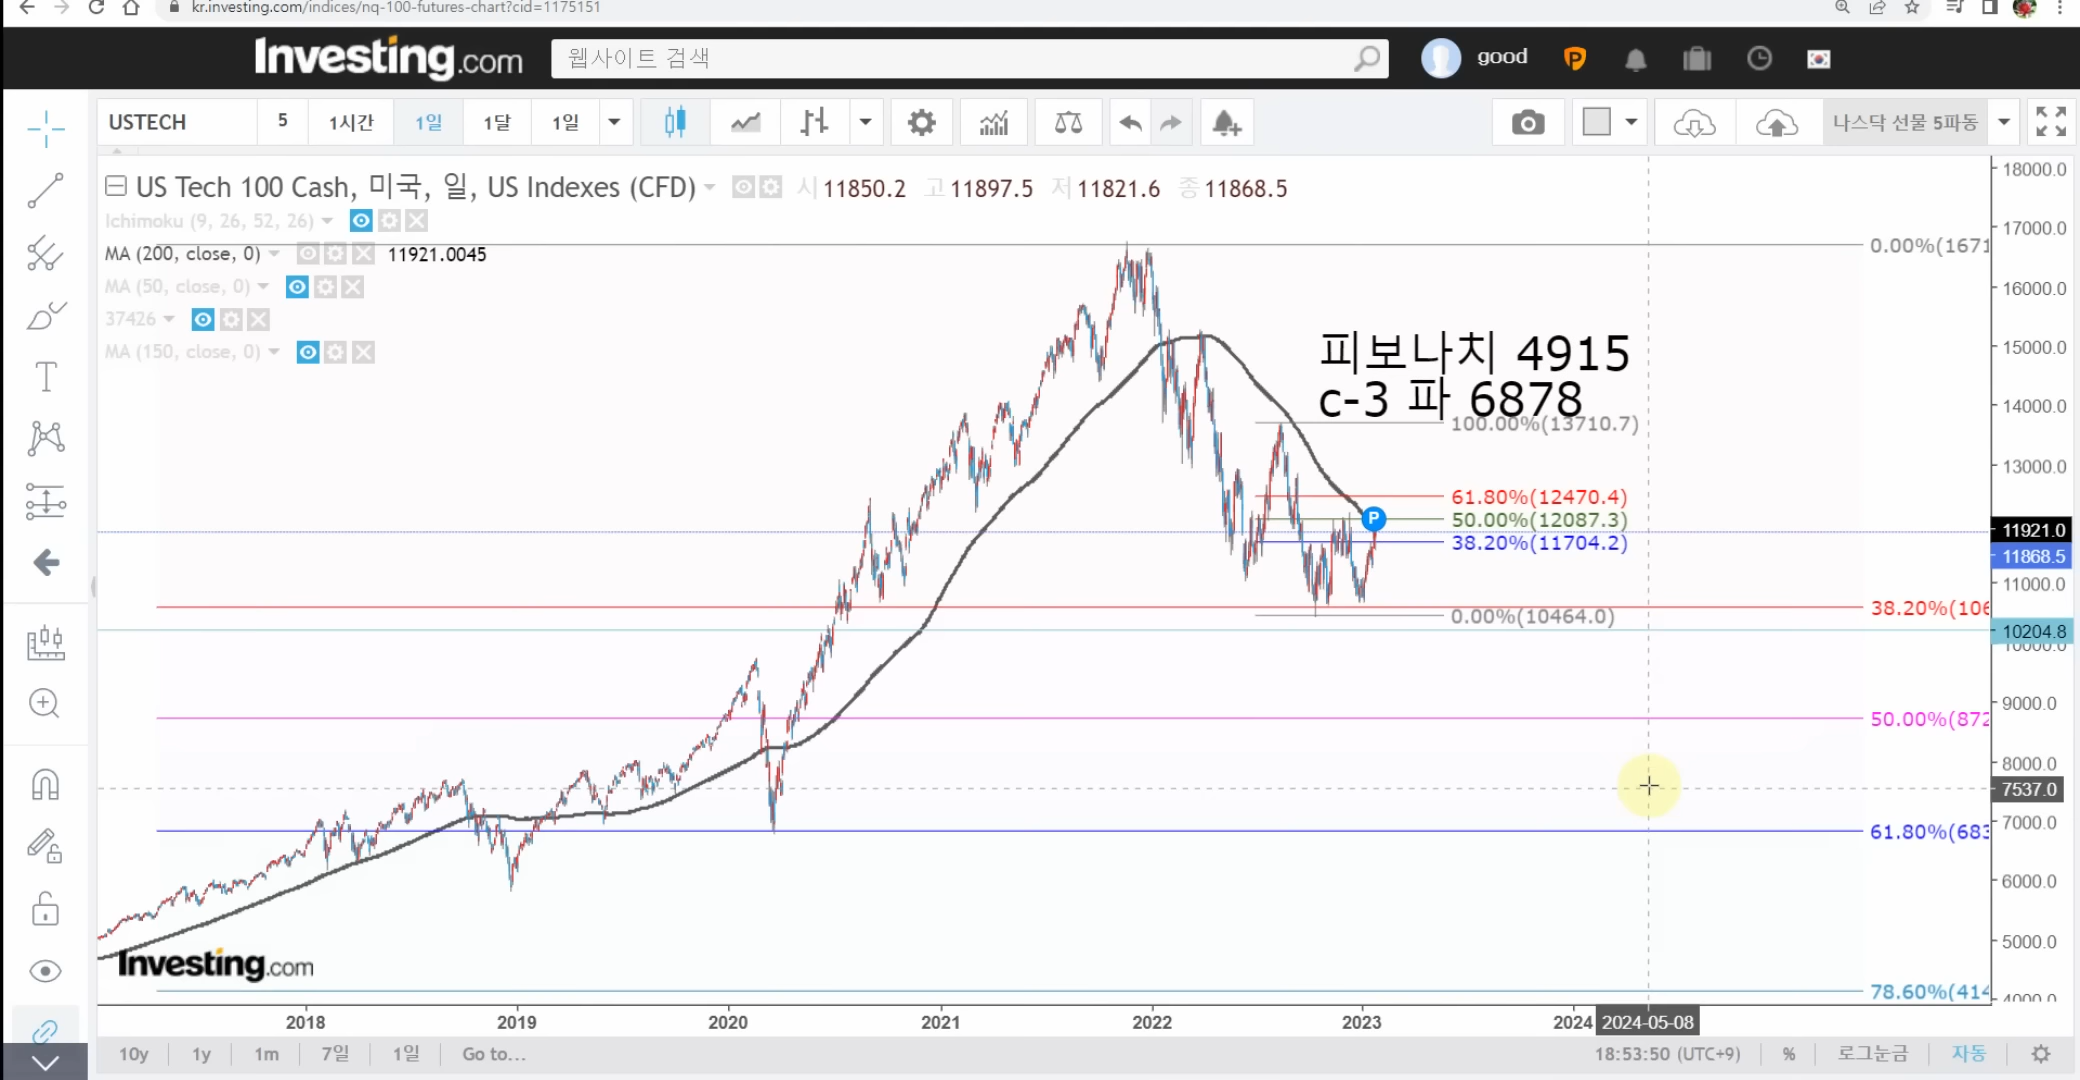 kr.investing.com/indices/nq-100-futures-chart?cid=1175151
Investing.com
웹사이트 검색
good
P
USTECH
5
1시간
1일
1달
1일
나스닥 선물 5파동
US Tech 100 Cash, 미국, 일, US Indexes (CFD)
시 11850.2 고 11897.5 저 11821.6 종 11868.5
Ichimoku (9, 26, 52, 26)
MA (200, close, 0) 11921.0045
MA (50, close, 0)
37426
MA (150, close, 0)
피보나치 4915
c-3 파 6878
0.00%(1671
100.00%(13710.7)
61.80%(12470.4)
50.00%(12087.3)
38.20%(11704.2)
0.00%(10464.0)
P
38.20%(106
50.00%(872
61.80%(683
78.60%(414
18000.0
17000.0
16000.0
15000.0
14000.0
13000.0
11921.0
11868.5
11000.0
10204.8
10000.0
9000.0
8000.0
7537.0
7000.0
6000.0
5000.0
4000.0
Investing.com
2018
2019
2020
2021
2022
2023
2024
2024-05-08
10y
1y
1m
7일
1일
Go to...
18:53:50 (UTC+9)
%
로그눈금
자동